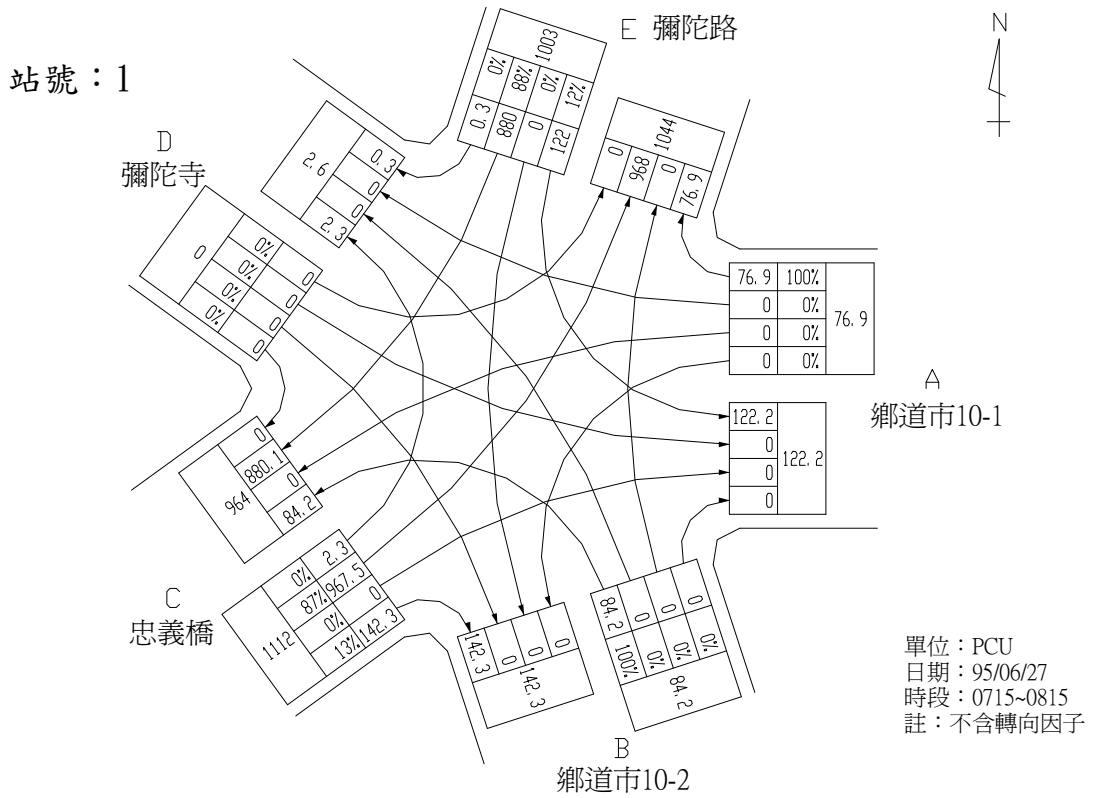 站號：1
N
E 彌陀路
1003
0% 88% 0% 12%
0.3 880 0 122
1044
0 968 0 76.9
D
彌陀寺
2.6
0.3
0
0
2.3
0
0% 0
0% 0
0% 0
0% 0
76.9 100%
0 0%
0 0%
0 0%
76.9
A
鄉道市10-1
122.2
0
0
0
122.2
964
0
880.1
0
84.2
C
忠義橋
1112
0% 2.3
87% 967.5
0% 0
13% 142.3
142.3 0 0 0
142.3
84.2 0 0 0
100% 0% 0% 0%
84.2
B
鄉道市10-2
單位：PCU
日期：95/06/27
時段：0715~0815
註：不含轉向因子